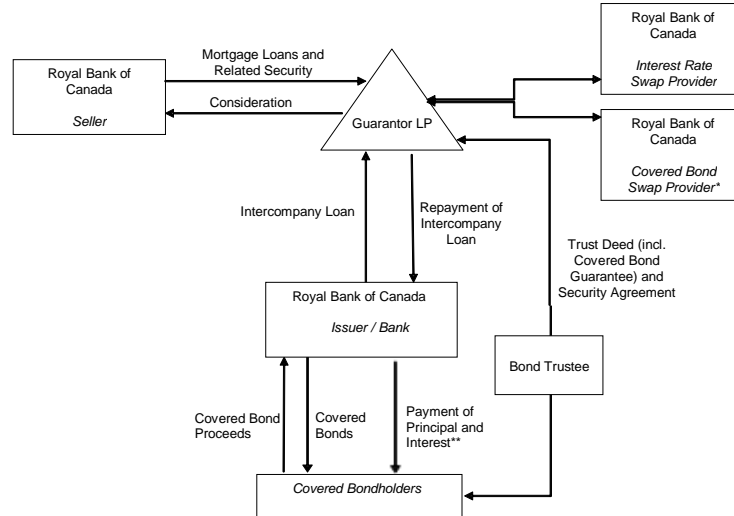 Royal Bank of
Canada
Seller
Mortgage Loans and
Related Security
Consideration
Guarantor LP
Royal Bank of
Canada
Interest Rate
Swap Provider
Royal Bank of
Canada
Covered Bond
Swap Provider*
Intercompany Loan
Repayment of
Intercompany
Loan
Trust Deed (incl.
Covered Bond
Guarantee) and
Security Agreement
Royal Bank of Canada
Issuer / Bank
Bond Trustee
Covered Bond
Proceeds
Covered
Bonds
Payment of
Principal and
Interest**
Covered Bondholders